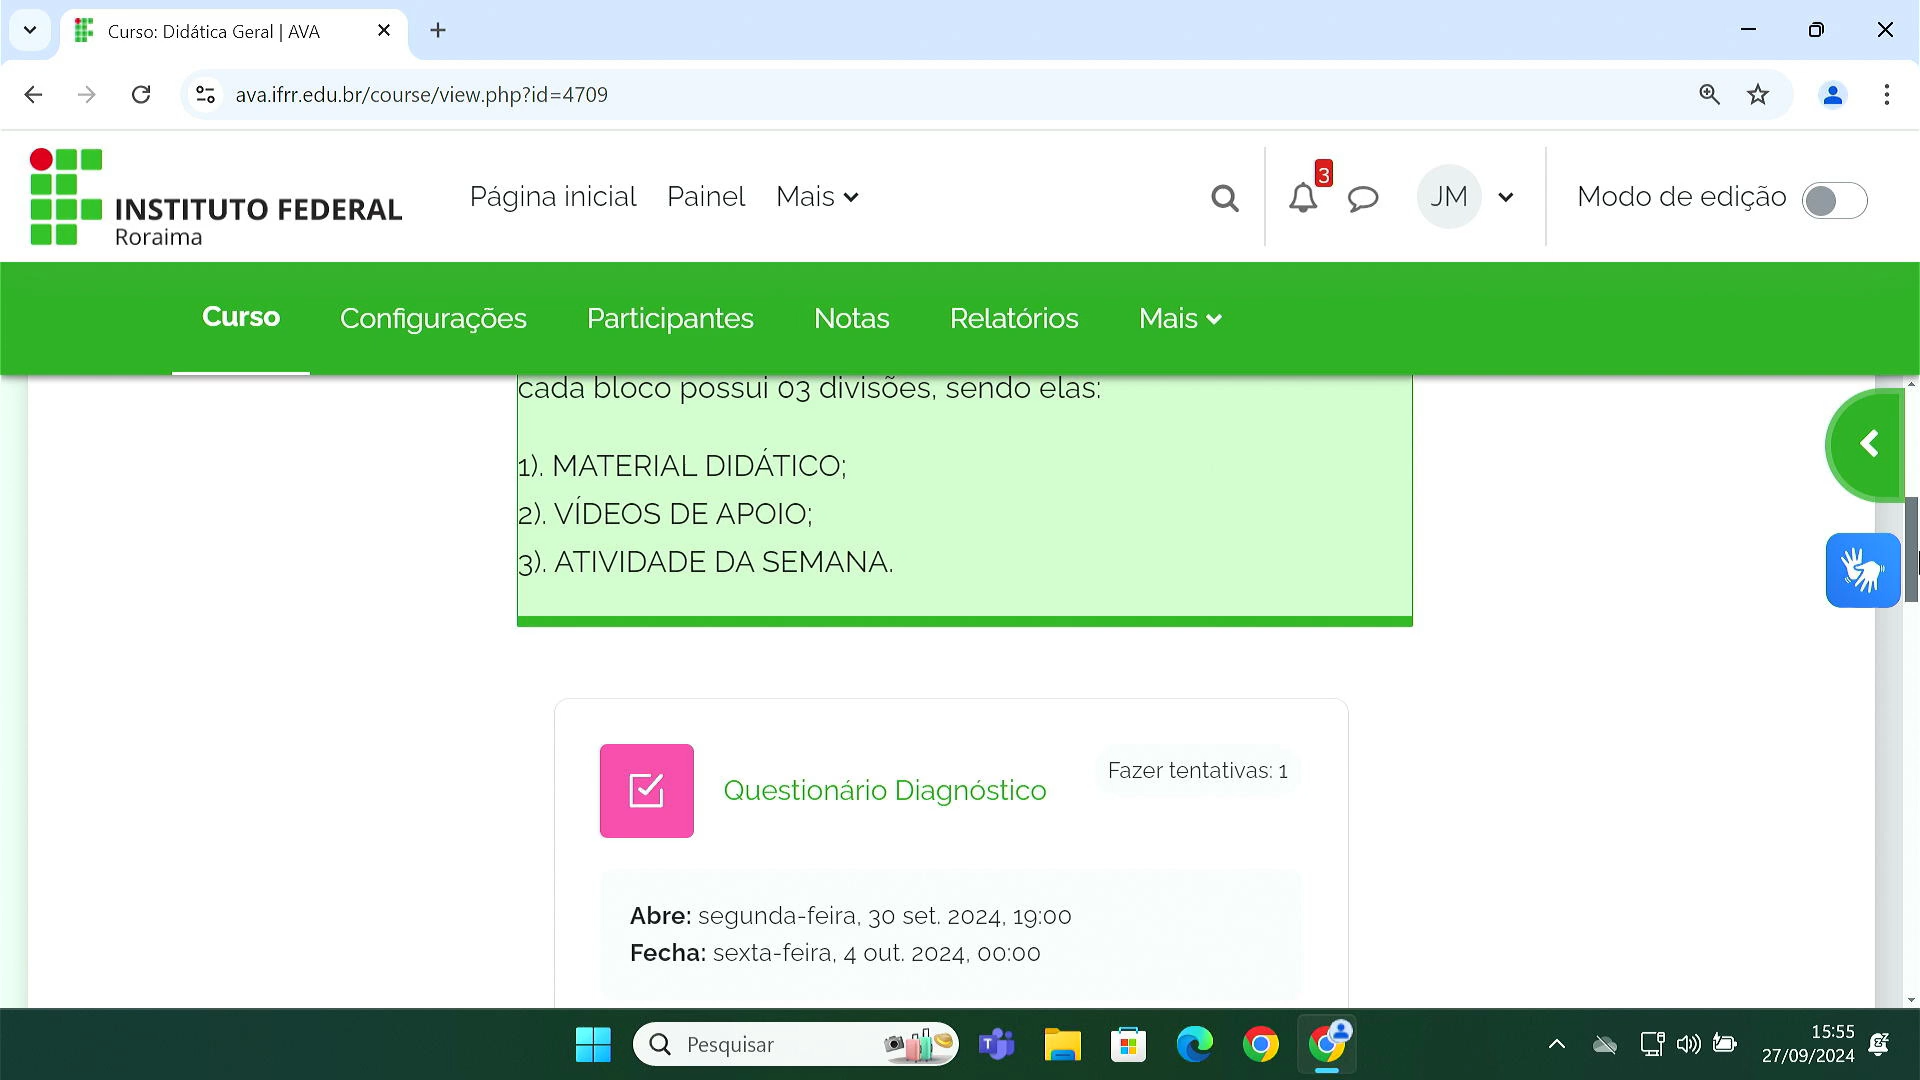 Curso: Didática Geral | AVA
ava.ifrr.edu.br/course/view.php?id=4709
INSTITUTO FEDERAL
Roraima
Página inicial Painel Mais
3
JM
Modo de edição
Curso Configurações Participantes Notas Relatórios Mais
cada bloco possui 03 divisões, sendo elas:
1). MATERIAL DIDÁTICO;
2). VÍDEOS DE APOIO;
3). ATIVIDADE DA SEMANA.
Questionário Diagnóstico
Fazer tentativas: 1
Abre: segunda-feira, 30 set. 2024, 19:00
Fecha: sexta-feira, 4 out. 2024, 00:00
Pesquisar
15:55
27/09/2024